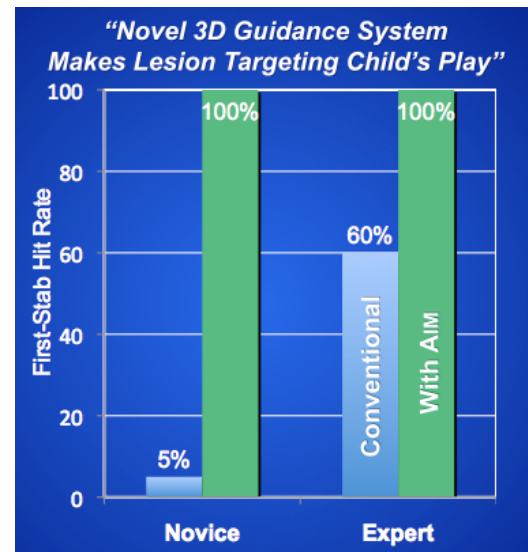 “Novel 3D Guidance System
Makes Lesion Targeting Child’s Play”
100
80
60
40
20
0
First-Stab Hit Rate
5%
100%
60%
100%
Conventional
With AIM
Novice
Expert